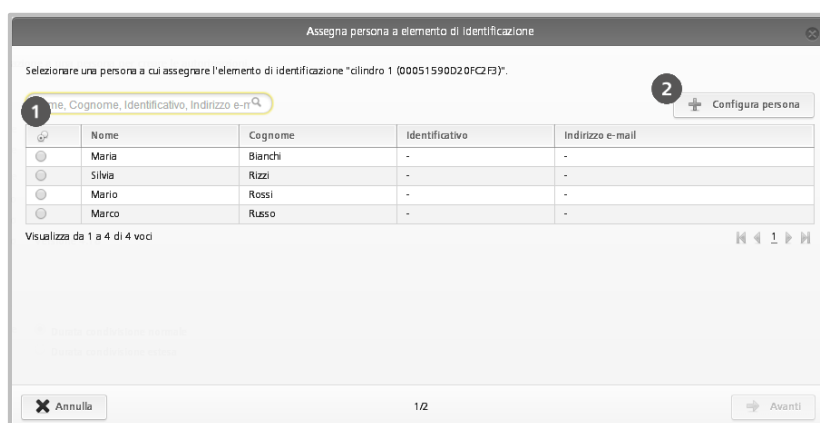 Assegna persona a elemento di identificazione
Selezionare una persona a cui assegnare l'elemento di identificazione "cilindro 1 (00051590D20FC2F3)".
1 me, Cognome, Identificativo, Indirizzo e-m
2 Configura persona
Nome Cognome Identificativo Indirizzo e-mail
Maria Bianchi - -
Silvia Rizzi - -
Mario Rossi - -
Marco Russo - -
Visualizza da 1 a 4 di 4 voci 1
Annulla 1/2 Avanti